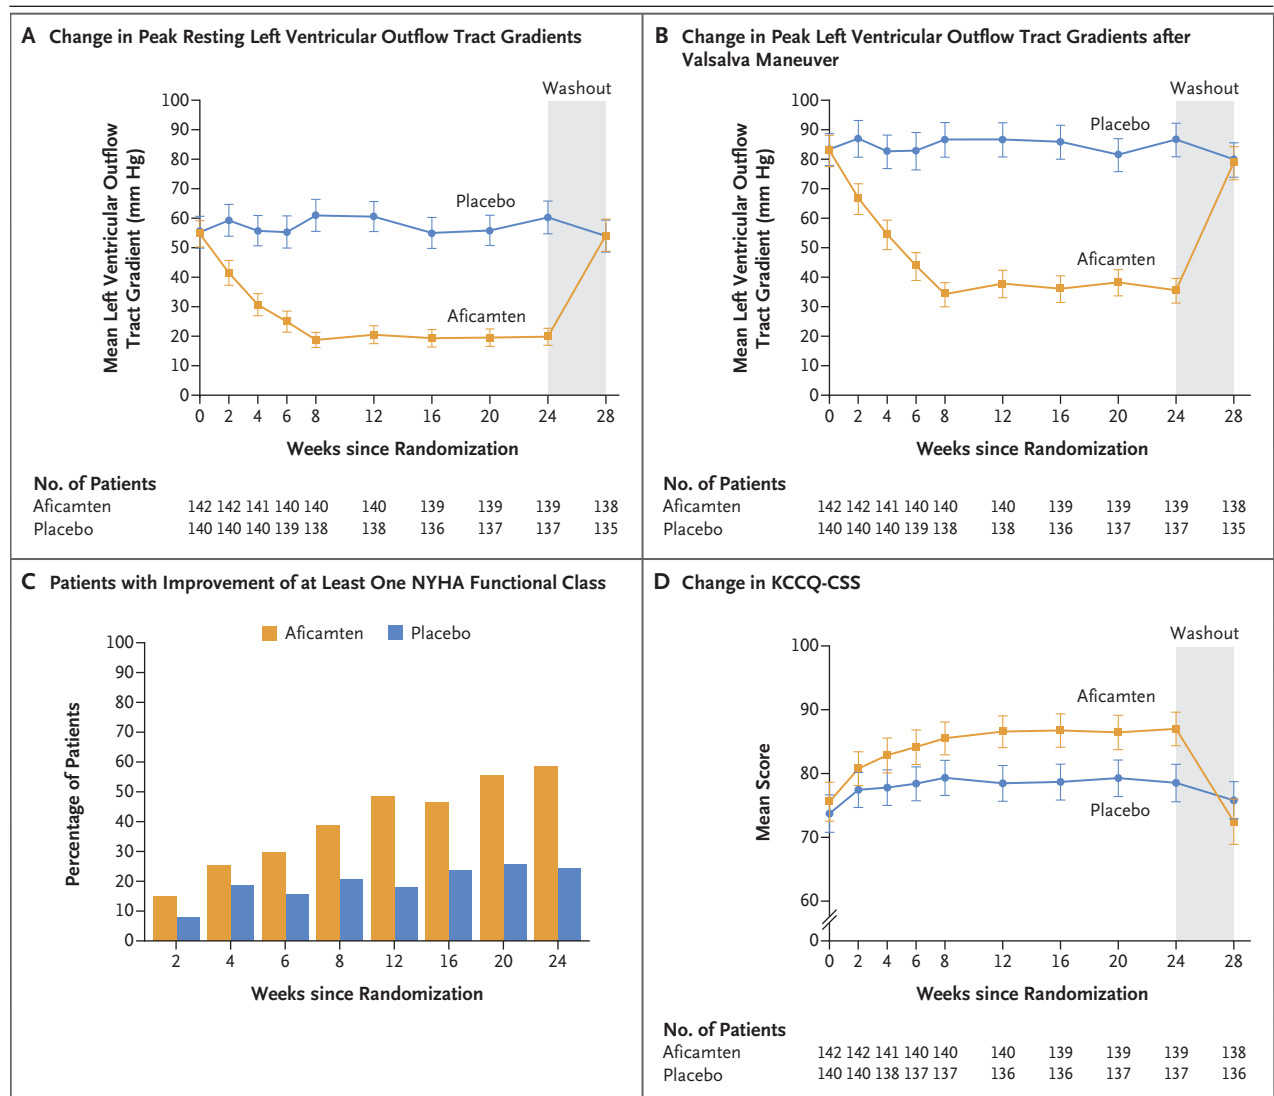 A Change in Peak Resting Left Ventricular Outflow Tract Gradients
Washout
Mean Left Ventricular Outflow
Tract Gradient (mm Hg)
100
90
80
70
60
50
40
30
20
10
0
Placebo
Aficamten
0 2 4 6 8 12 16 20 24 28
Weeks since Randomization
No. of Patients
Aficamten 142 142 141 140 140 140 139 139 139 138
Placebo 140 140 140 139 138 138 136 137 137 135
B Change in Peak Left Ventricular Outflow Tract Gradients after
Valsalva Maneuver
Washout
Mean Left Ventricular Outflow
Tract Gradient (mm Hg)
100
90
80
70
60
50
40
30
20
10
0
Placebo
Aficamten
0 2 4 6 8 12 16 20 24 28
Weeks since Randomization
No. of Patients
Aficamten 142 142 141 140 140 140 139 139 139 138
Placebo 140 140 140 139 138 138 136 137 137 135
C Patients with Improvement of at Least One NYHA Functional Class
Aficamten Placebo
Percentage of Patients
100
90
80
70
60
50
40
30
20
10
0
2 4 6 8 12 16 20 24
Weeks since Randomization
D Change in KCCQ-CSS
Washout
Mean Score
100
90
80
70
60
0
Aficamten
Placebo
0 2 4 6 8 12 16 20 24 28
Weeks since Randomization
No. of Patients
Aficamten 142 142 141 140 140 140 139 139 139 138
Placebo 140 140 138 137 137 136 136 137 137 136